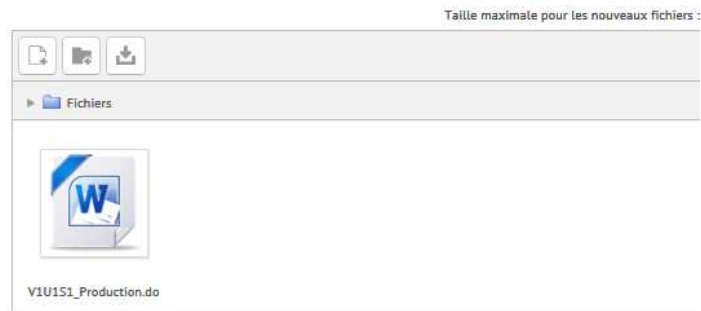 Taille maximale pour les nouveaux fichiers :
Fichiers
W
V1U1S1_Production.do